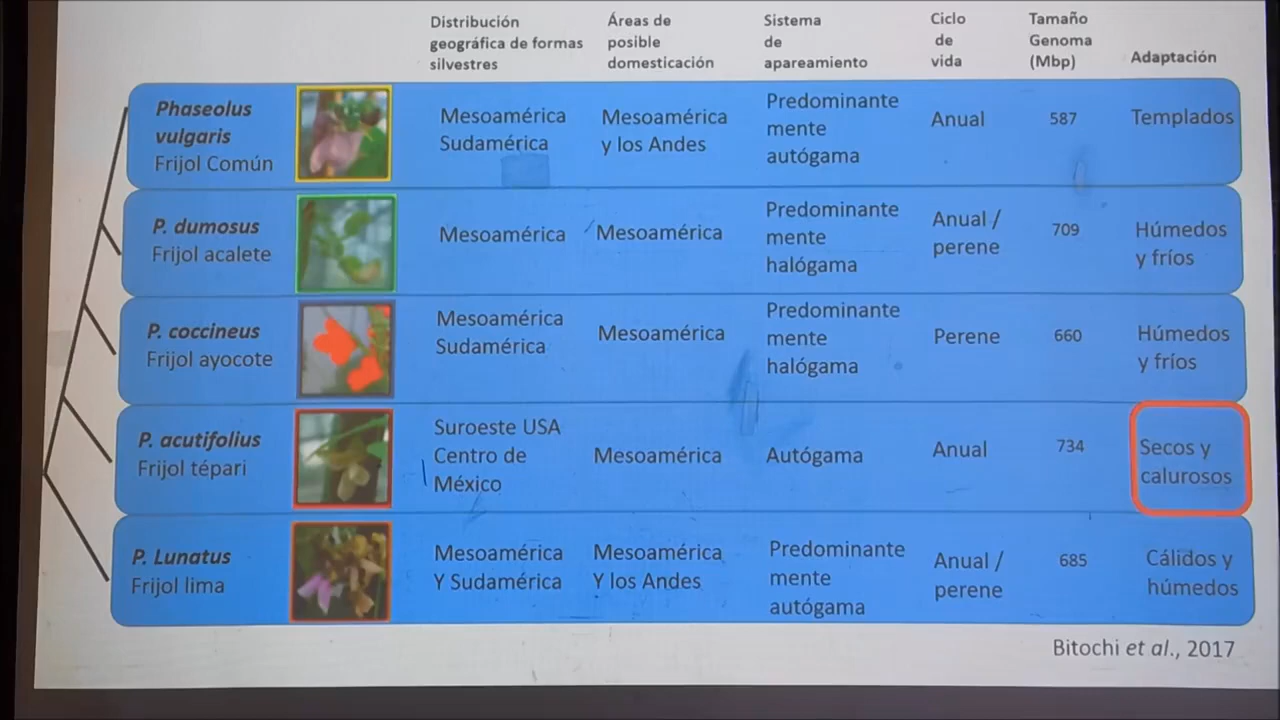 Distribución
geográfica de formas
silvestres
Áreas de
posible
domesticación
Sistema
de
apareamiento
Ciclo
de
vida
Tamaño
Genoma
(Mbp)
Adaptación
Phaseolus
vulgaris
Frijol Común
Mesoamérica
Sudamérica
Mesoamérica
y los Andes
Predominante
mente
autógama
Anual
587
Templados
P. dumosus
Frijol acalete
Mesoamérica
Mesoamérica
Predominante
mente
halógama
Anual /
perene
709
Húmedos
y fríos
P. coccineus
Frijol ayocote
Mesoamérica
Sudamérica
Mesoamérica
Predominante
mente
halógama
Perene
660
Húmedos
y fríos
P. acutifolius
Frijol tépari
Suroeste USA
Centro de
México
Mesoamérica
Autógama
Anual
734
Secos y
calurosos
P. Lunatus
Frijol lima
Mesoamérica
Y Sudamérica
Mesoamérica
Y los Andes
Predominante
mente
autógama
Anual /
perene
685
Cálidos y
húmedos
Bitochi et al., 2017